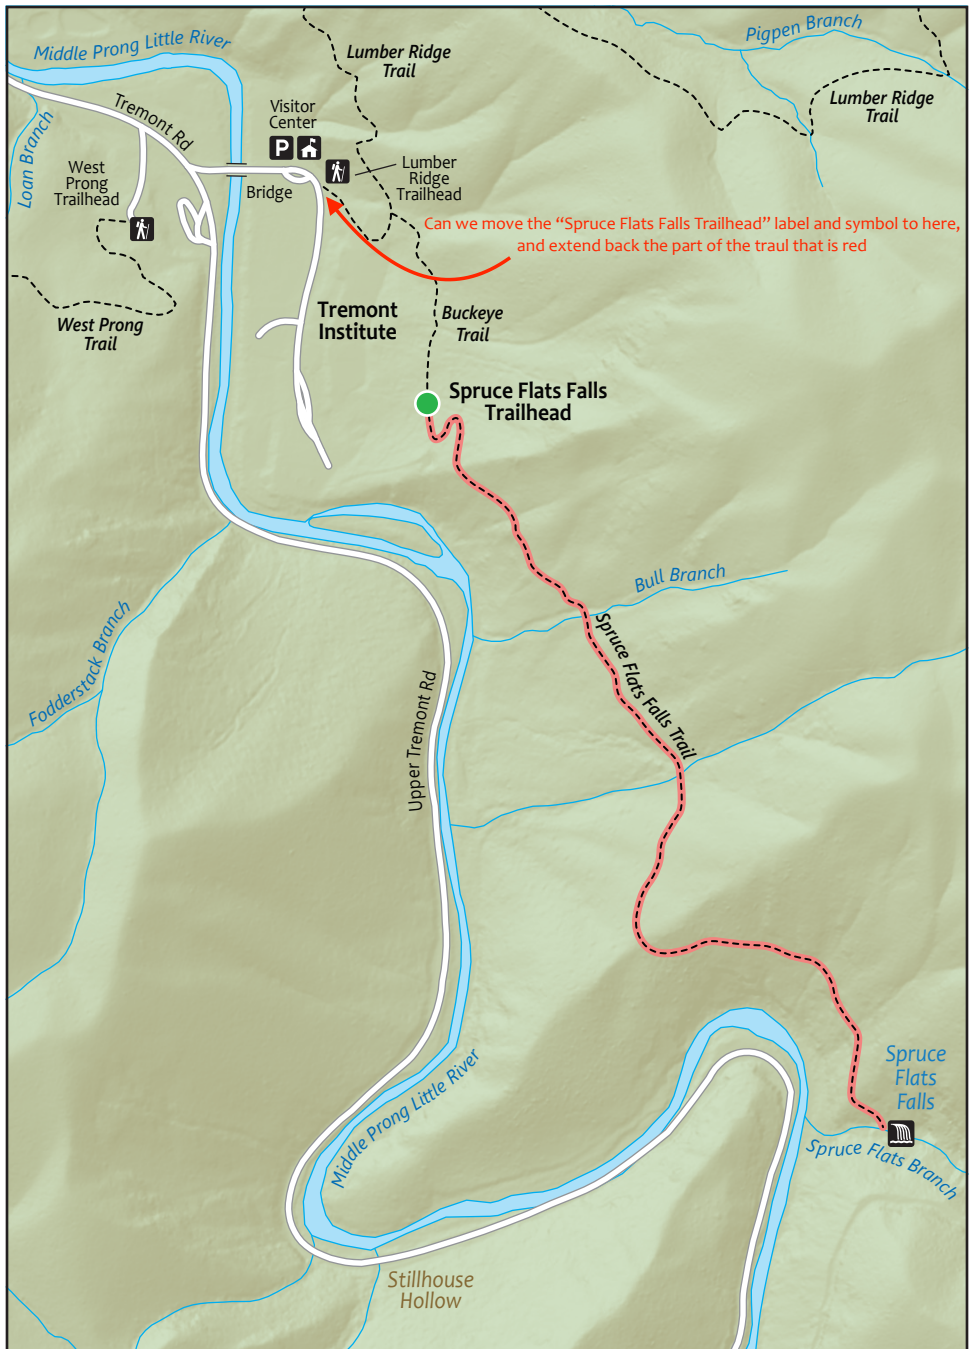 Middle Prong Little River
Lumber Ridge
Trail
Pigpen Branch
Lumber Ridge
Trail
Tremont Rd
Visitor
Center
P
Loan Branch
West
Prong
Trailhead
Bridge
Lumber
Ridge
Trailhead
Can we move the “Spruce Flats Falls Trailhead” label and symbol to here,
and extend back the part of the traul that is red
West Prong
Trail
Tremont
Institute
Buckeye
Trail
Spruce Flats Falls
Trailhead
Bull Branch
Fodderstack Branch
Spruce Flats Falls Trail
Upper Tremont Rd
Middle Prong Little River
Spruce
Flats
Falls
Spruce Flats Branch
Stillhouse
Hollow